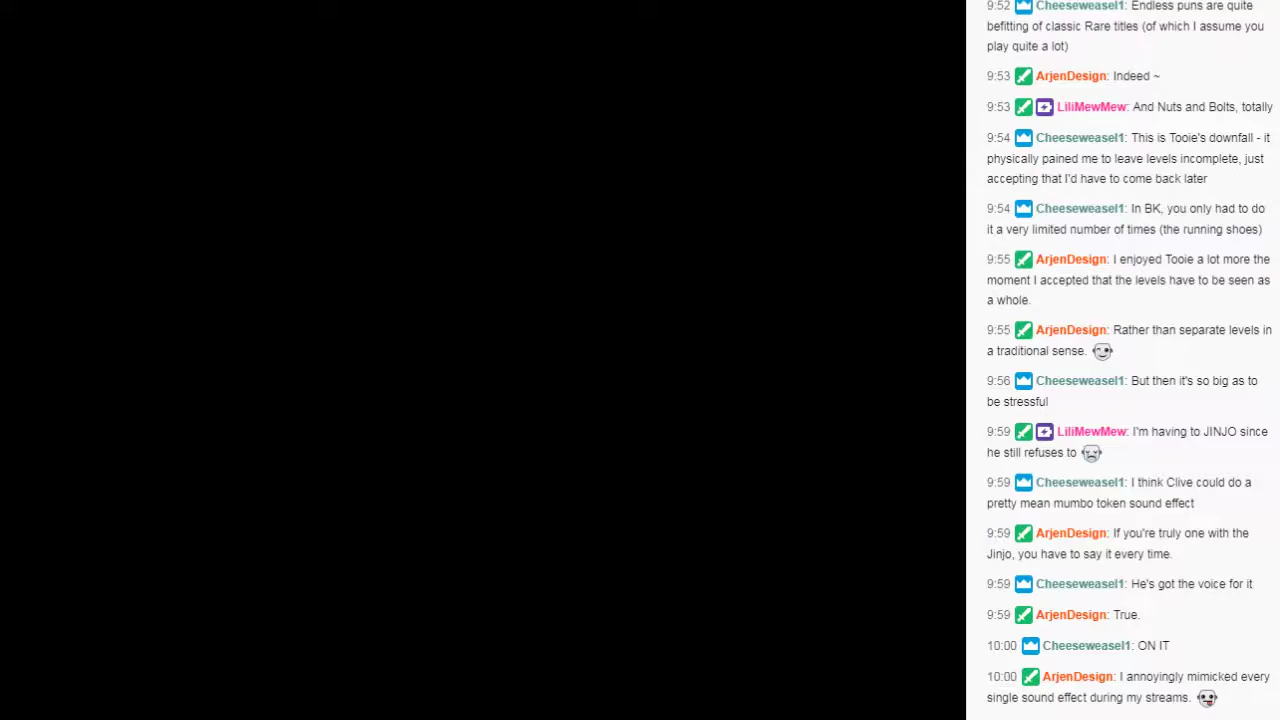 9:52 Cheeseweasel1: Endless puns are quite
befitting of classic Rare titles (of which I assume you
play quite a lot)
9:53 ArjenDesign: Indeed ~
9:53 LiliMewMew: And Nuts and Bolts, totally
9:54 Cheeseweasel1: This is Tooie's downfall - it
physically pained me to leave levels incomplete, just
accepting that I'd have to come back later
9:54 Cheeseweasel1: In BK, you only had to do
it a very limited number of times (the running shoes)
9:55 ArjenDesign: I enjoyed Tooie a lot more the
moment I accepted that the levels have to be seen as
a whole.
9:55 ArjenDesign: Rather than separate levels in
a traditional sense.
9:56 Cheeseweasel1: But then it's so big as to
be stressful
9:59 LiliMewMew: I'm having to JINJO since
he still refuses to
9:59 Cheeseweasel1: I think Clive could do a
pretty mean mumbo token sound effect
9:59 ArjenDesign: If you're truly one with the
Jinjo, you have to say it every time.
9:59 Cheeseweasel1: He's got the voice for it
9:59 ArjenDesign: True.
10:00 Cheeseweasel1: ON IT
10:00 ArjenDesign: I annoyingly mimicked every
single sound effect during my streams.